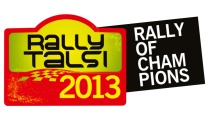 RALLY
TALSI
2013
RALLY
OF
CHAM
PIONS